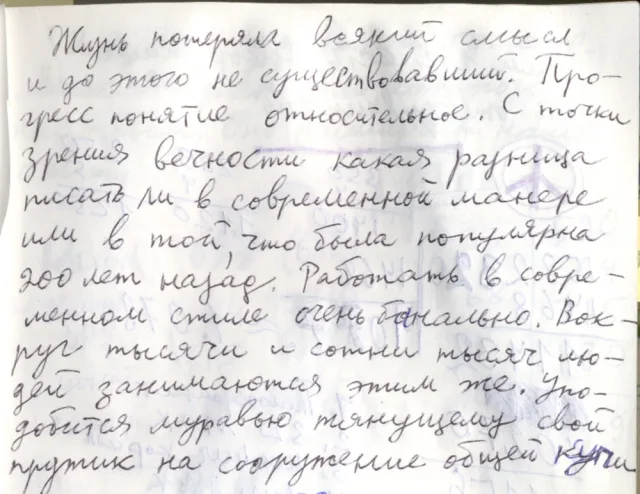 Жизнь потеряла всякий смысл
и до этого не существовавший. Про-
гресс понятие относительное. С точки
зрения вечности какая разница
писать ли в современной манере
или в той, что была популярна
200 лет назад. Работать в совре-
менном стиле очень банально. Вок-
руг тысячи и сотни тысяч лю-
дей занимаются этим же. Упо-
добится муравью тянущему свой
прутик на сооружение общей кучи